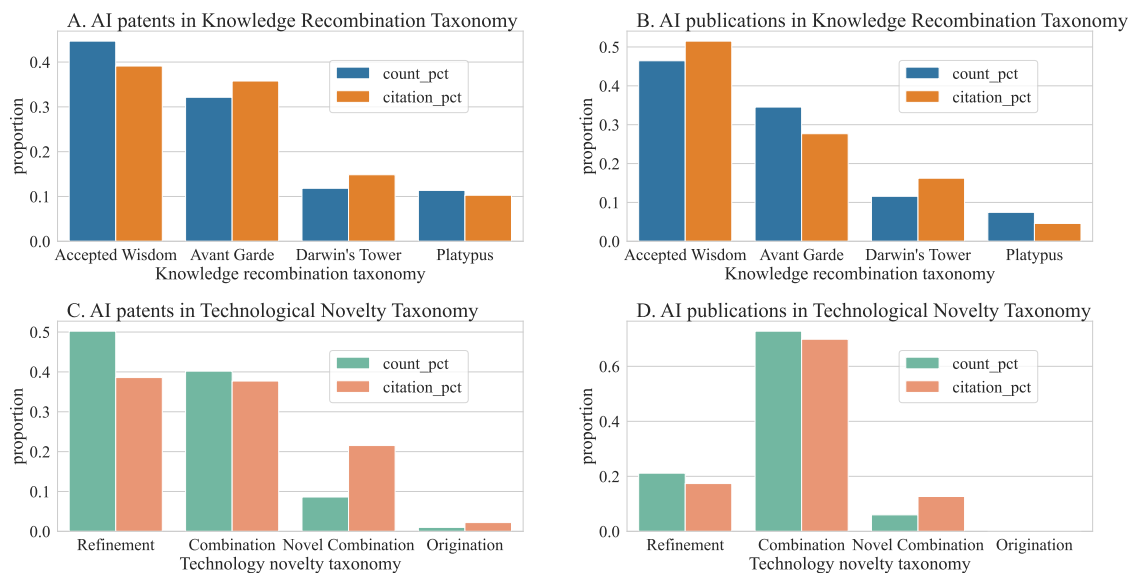 A. AI patents in Knowledge Recombination Taxonomy
proportion
0.4
0.3
0.2
0.1
0.0
count_pct
citation_pct
Accepted Wisdom Avant Garde Darwin's Tower Platypus
Knowledge recombination taxonomy
B. AI publications in Knowledge Recombination Taxonomy
proportion
0.5
0.4
0.3
0.2
0.1
0.0
count_pct
citation_pct
Accepted Wisdom Avant Garde Darwin's Tower Platypus
Knowledge recombination taxonomy
C. AI patents in Technological Novelty Taxonomy
proportion
0.5
0.4
0.3
0.2
0.1
0.0
count_pct
citation_pct
Refinement Combination Novel Combination Origination
Technology novelty taxonomy
D. AI publications in Technological Novelty Taxonomy
proportion
0.6
0.4
0.2
0.0
count_pct
citation_pct
Refinement Combination Novel Combination Origination
Technology novelty taxonomy